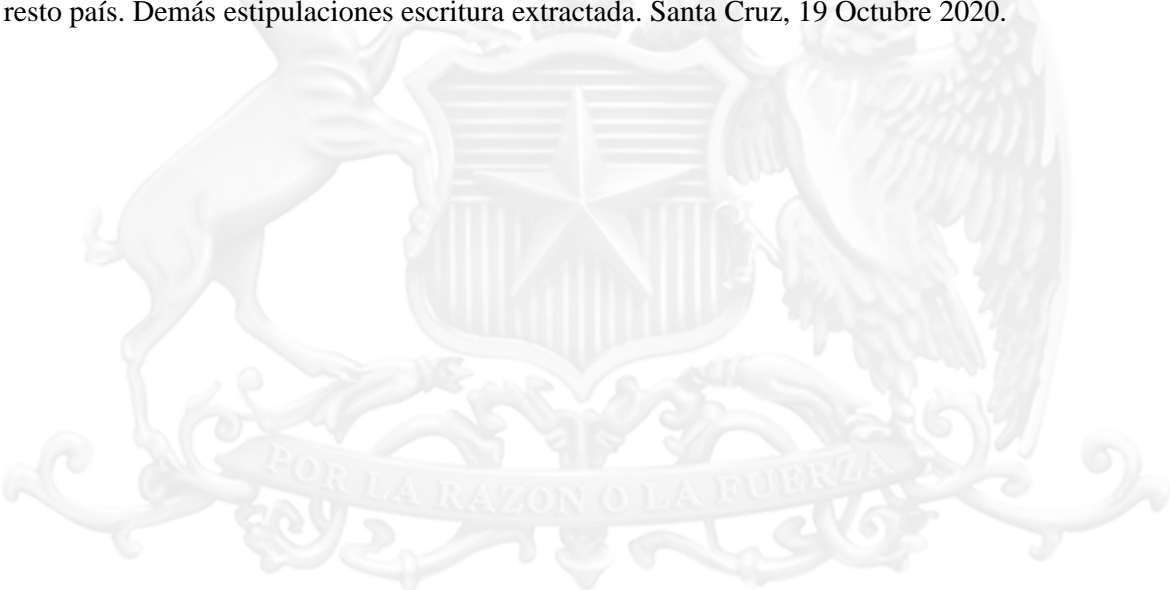 resto país. Demás estipulaciones escritura extractada. Santa Cruz, 19 Octubre 2020.
POR LA RAZON O LA FUERZA